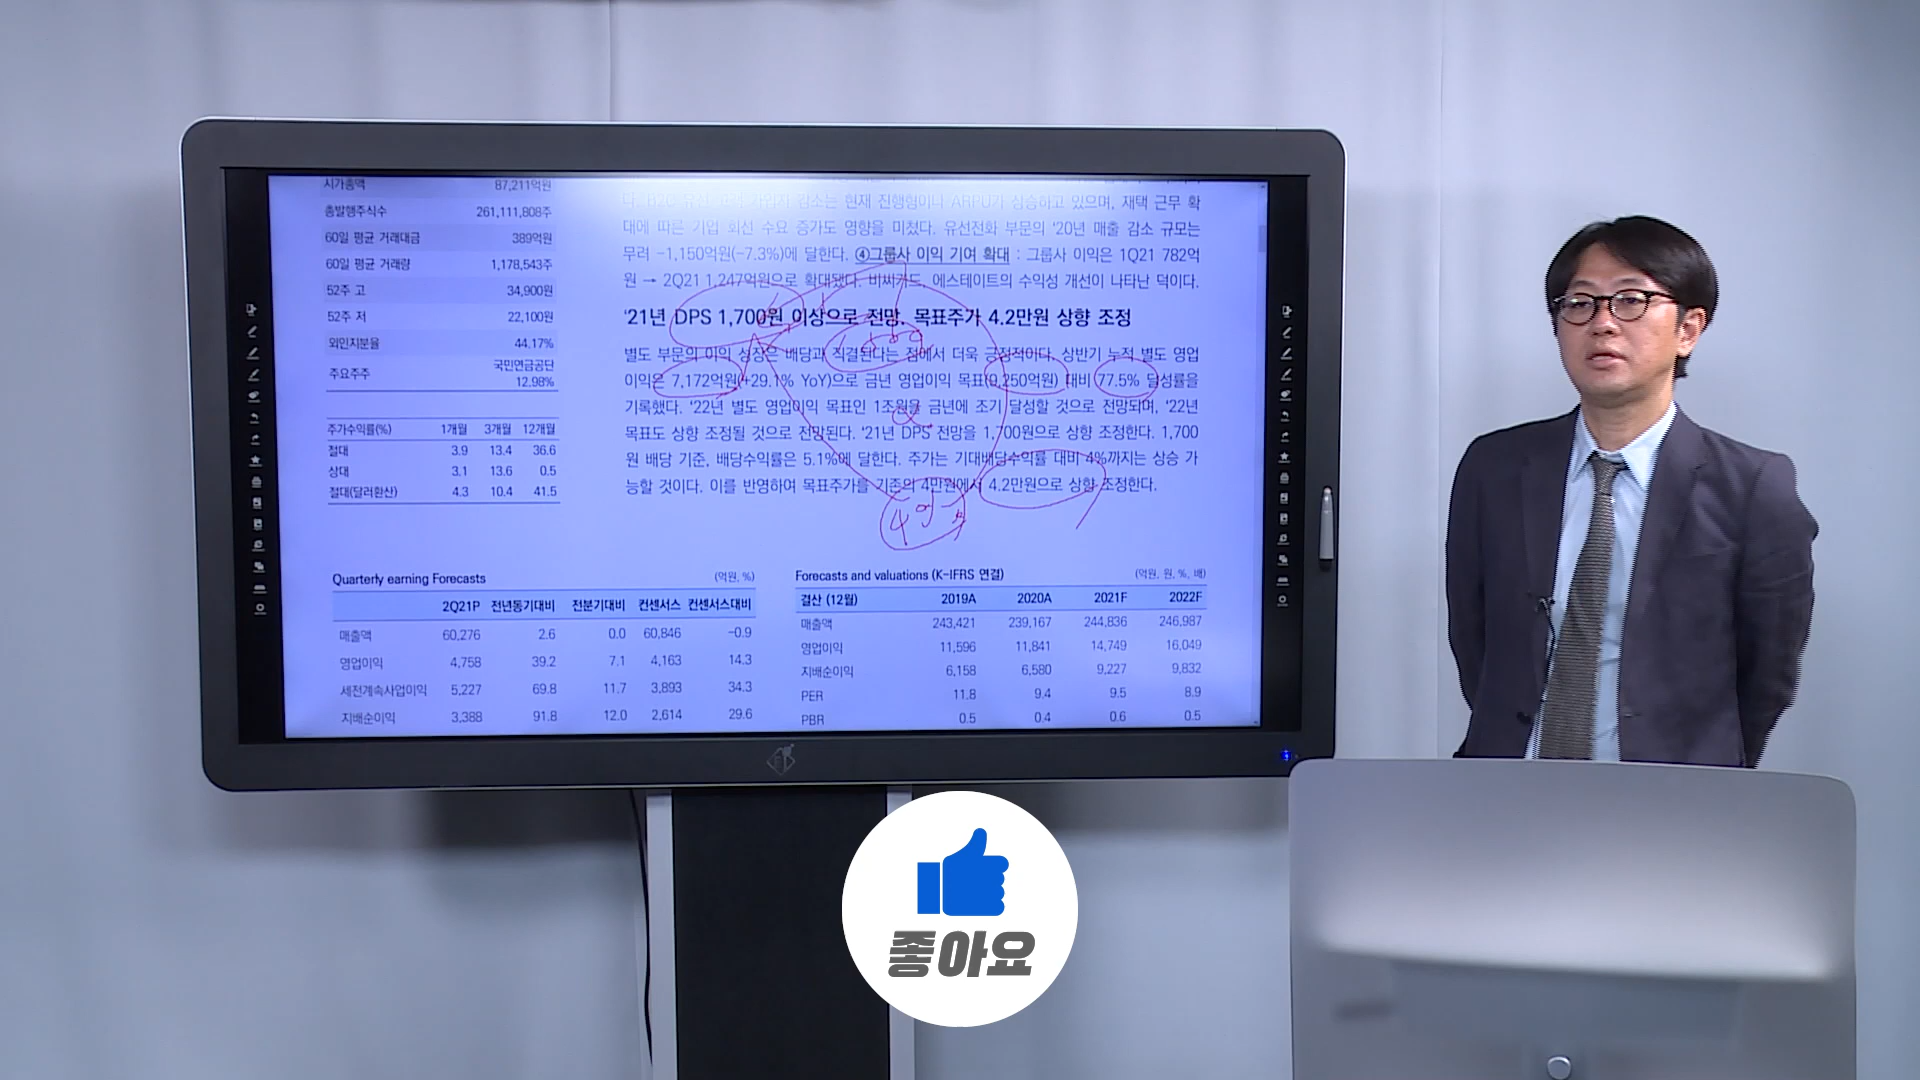 시가총액 87,211억원
총발행주식수 261,111,808주
60일 평균 거래대금 389억원
60일 평균 거래량 1,178,543주
52주 고 34,900원
52주 저 22,100원
외인지분율 44.17%
주요주주 국민연금공단
12.98%
주가수익률(%) 1개월 3개월 12개월
절대 3.9 13.4 36.6
상대 3.1 13.6 0.5
절대(달러환산) 4.3 10.4 41.5
다. B2C 유선 가입자 감소는 현재 진행형이나 ARPU가 상승하고 있으며, 재택 근무 확
대에 따른 기업 회선 수요 증가도 영향을 미쳤다. 유선전화 부문의 '20년 매출 감소 규모는
무려 -1,150억원(-7.3%)에 달한다. ④그룹사 이익 기여 확대 : 그룹사 이익은 1Q21 782억
원 → 2Q21 1,247억원으로 확대됐다. 비씨카드, 에스테이트의 수익성 개선이 나타난 덕이다.
'21년 DPS 1,700원 이상으로 전망. 목표주가 4.2만원 상향 조정
별도 부문의 이익 성장은 배당과 직결된다는 점에서 더욱 긍정적이다. 상반기 누적 별도 영업
이익은 7,172억원(+29.1% YoY)으로 금년 영업이익 목표(9,250억원) 대비 77.5% 달성률을
기록했다. '22년 별도 영업이익 목표인 1조원을 금년에 조기 달성할 것으로 전망되며, '22년
목표도 상향 조정될 것으로 전망된다. '21년 DPS 전망을 1,700원으로 상향 조정한다. 1,700
원 배당 기준, 배당수익률은 5.1%에 달한다. 주가는 기대배당수익률 대비 4%까지는 상승 가
능할 것이다. 이를 반영하여 목표주가를 기존의 4만원에서 4.2만원으로 상향 조정한다.
Quarterly earning Forecasts (억원, %)
2Q21P 전년동기대비 전분기대비 컨센서스 컨센서스대비
매출액 60,276 2.6 0.0 60,846 -0.9
영업이익 4,758 39.2 7.1 4,163 14.3
세전계속사업이익 5,227 69.8 11.7 3,893 34.3
지배순이익 3,388 91.8 12.0 2,614 29.6
Forecasts and valuations (K-IFRS 연결) (억원, 원, %, 배)
결산 (12월) 2019A 2020A 2021F 2022F
매출액 243,421 239,167 244,836 246,987
영업이익 11,596 11,841 14,749 16,049
지배순이익 6,158 6,580 9,227 9,832
PER 11.8 9.4 9.5 8.9
PBR 0.5 0.4 0.6 0.5
좋아요